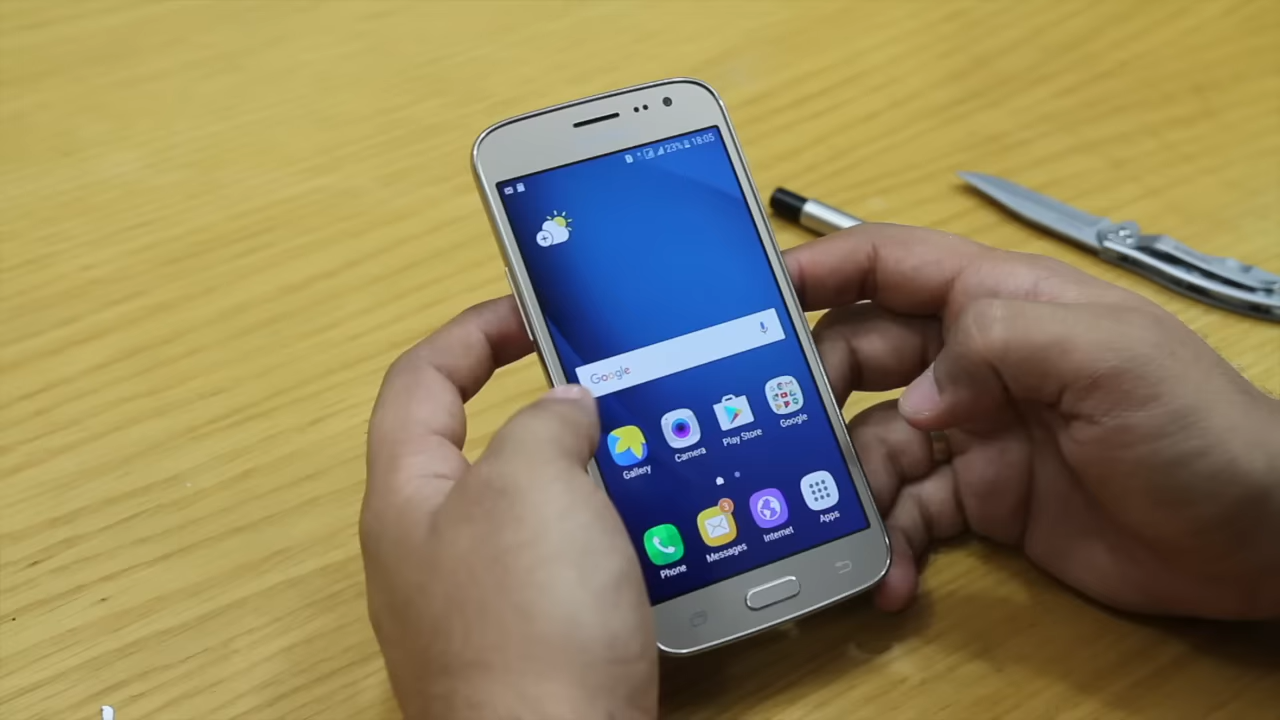 23% 18:05
Google
Gallery
Camera
Play Store
Google
Phone
3
Messages
Internet
Apps